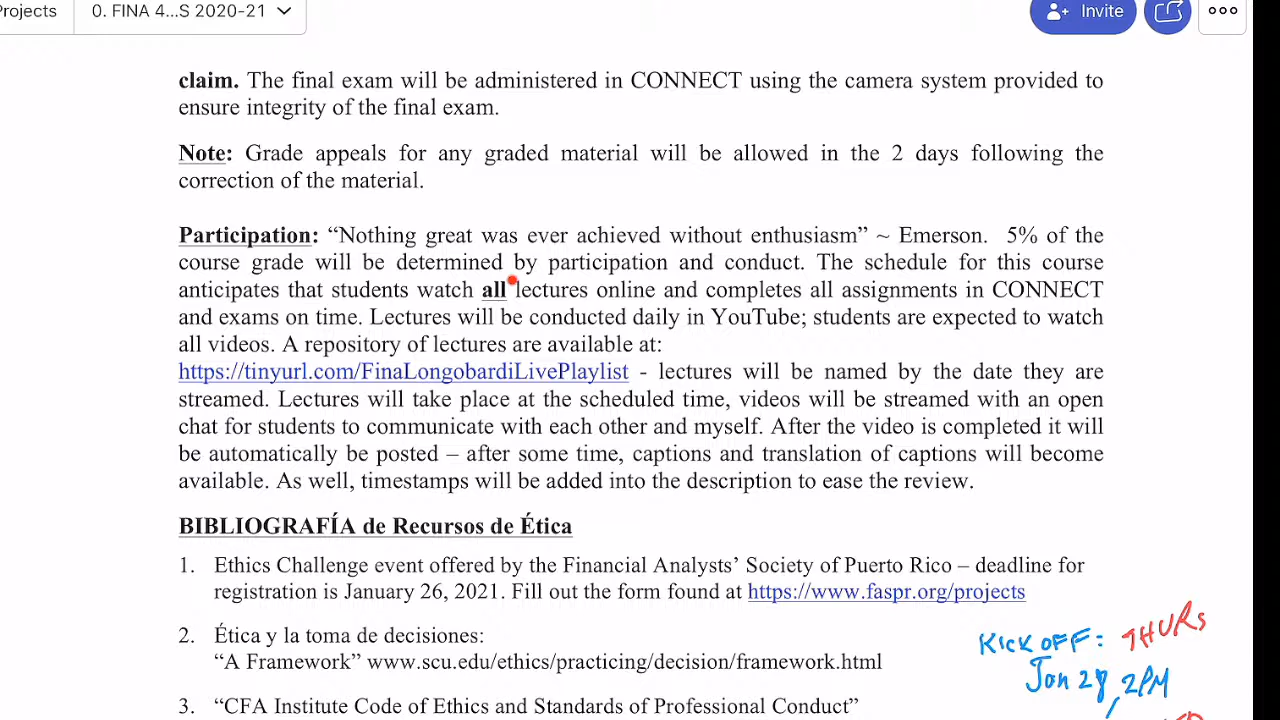 Projects
0. FINA 4...S 2020-21
Invite
claim. The final exam will be administered in CONNECT using the camera system provided to
ensure integrity of the final exam.
Note: Grade appeals for any graded material will be allowed in the 2 days following the
correction of the material.
Participation: “Nothing great was ever achieved without enthusiasm” ~ Emerson. 5% of the
course grade will be determined by participation and conduct. The schedule for this course
anticipates that students watch all lectures online and completes all assignments in CONNECT
and exams on time. Lectures will be conducted daily in YouTube; students are expected to watch
all videos. A repository of lectures are available at:
https://tinyurl.com/FinaLongobardiLivePlaylist - lectures will be named by the date they are
streamed. Lectures will take place at the scheduled time, videos will be streamed with an open
chat for students to communicate with each other and myself. After the video is completed it will
be automatically be posted – after some time, captions and translation of captions will become
available. As well, timestamps will be added into the description to ease the review.
BIBLIOGRAFÍA de Recursos de Ética
1. Ethics Challenge event offered by the Financial Analysts’ Society of Puerto Rico – deadline for
registration is January 26, 2021. Fill out the form found at https://www.faspr.org/projects
2. Ética y la toma de decisiones:
“A Framework” www.scu.edu/ethics/practicing/decision/framework.html
3. “CFA Institute Code of Ethics and Standards of Professional Conduct”
KICK OFF: THURS
Jan 28, 2PM